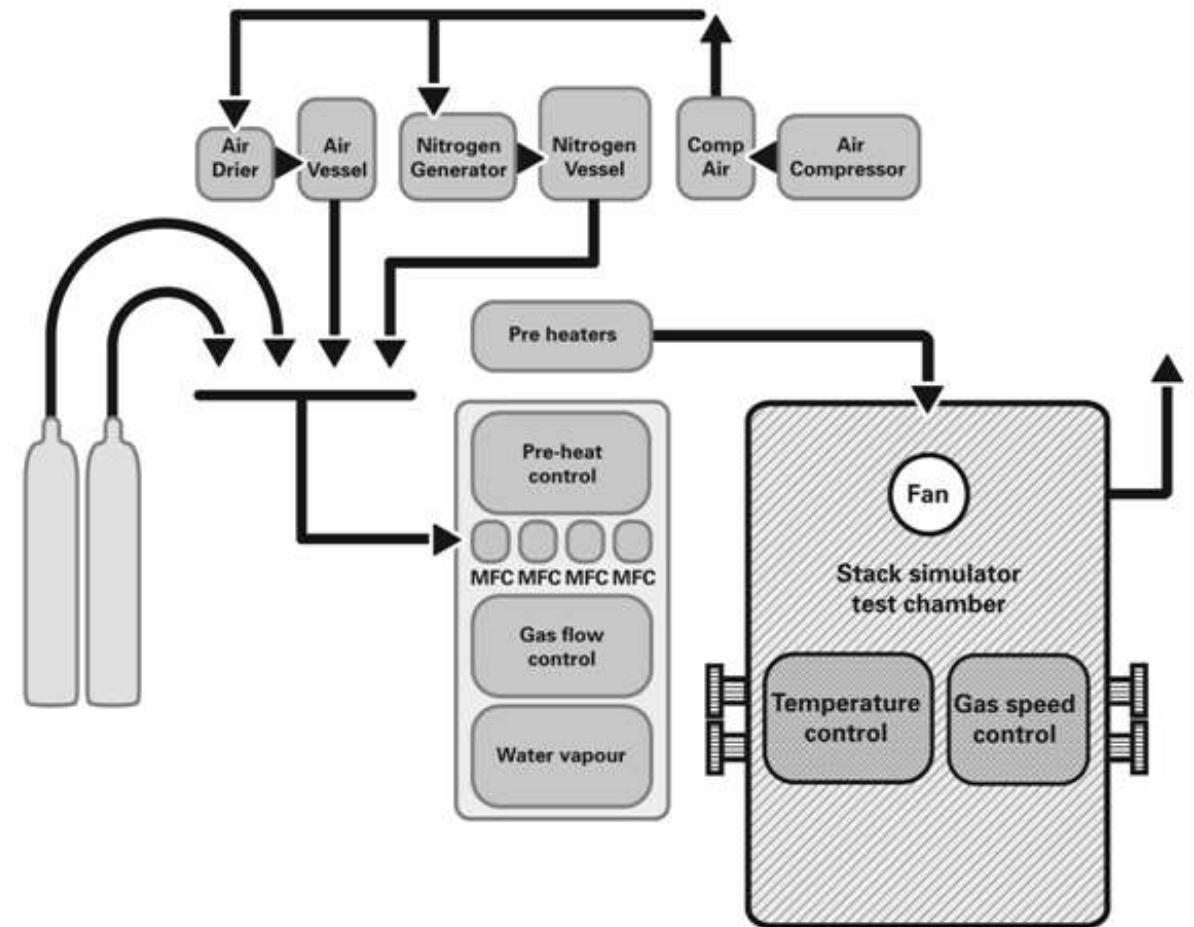 Air
Drier
Air
Vessel
Nitrogen
Generator
Nitrogen
Vessel
Comp
Air
Air
Compressor
Pre heaters
Pre-heat
control
MFC MFC MFC MFC
Gas flow
control
Water vapour
Fan
Stack simulator
test chamber
Temperature
control
Gas speed
control